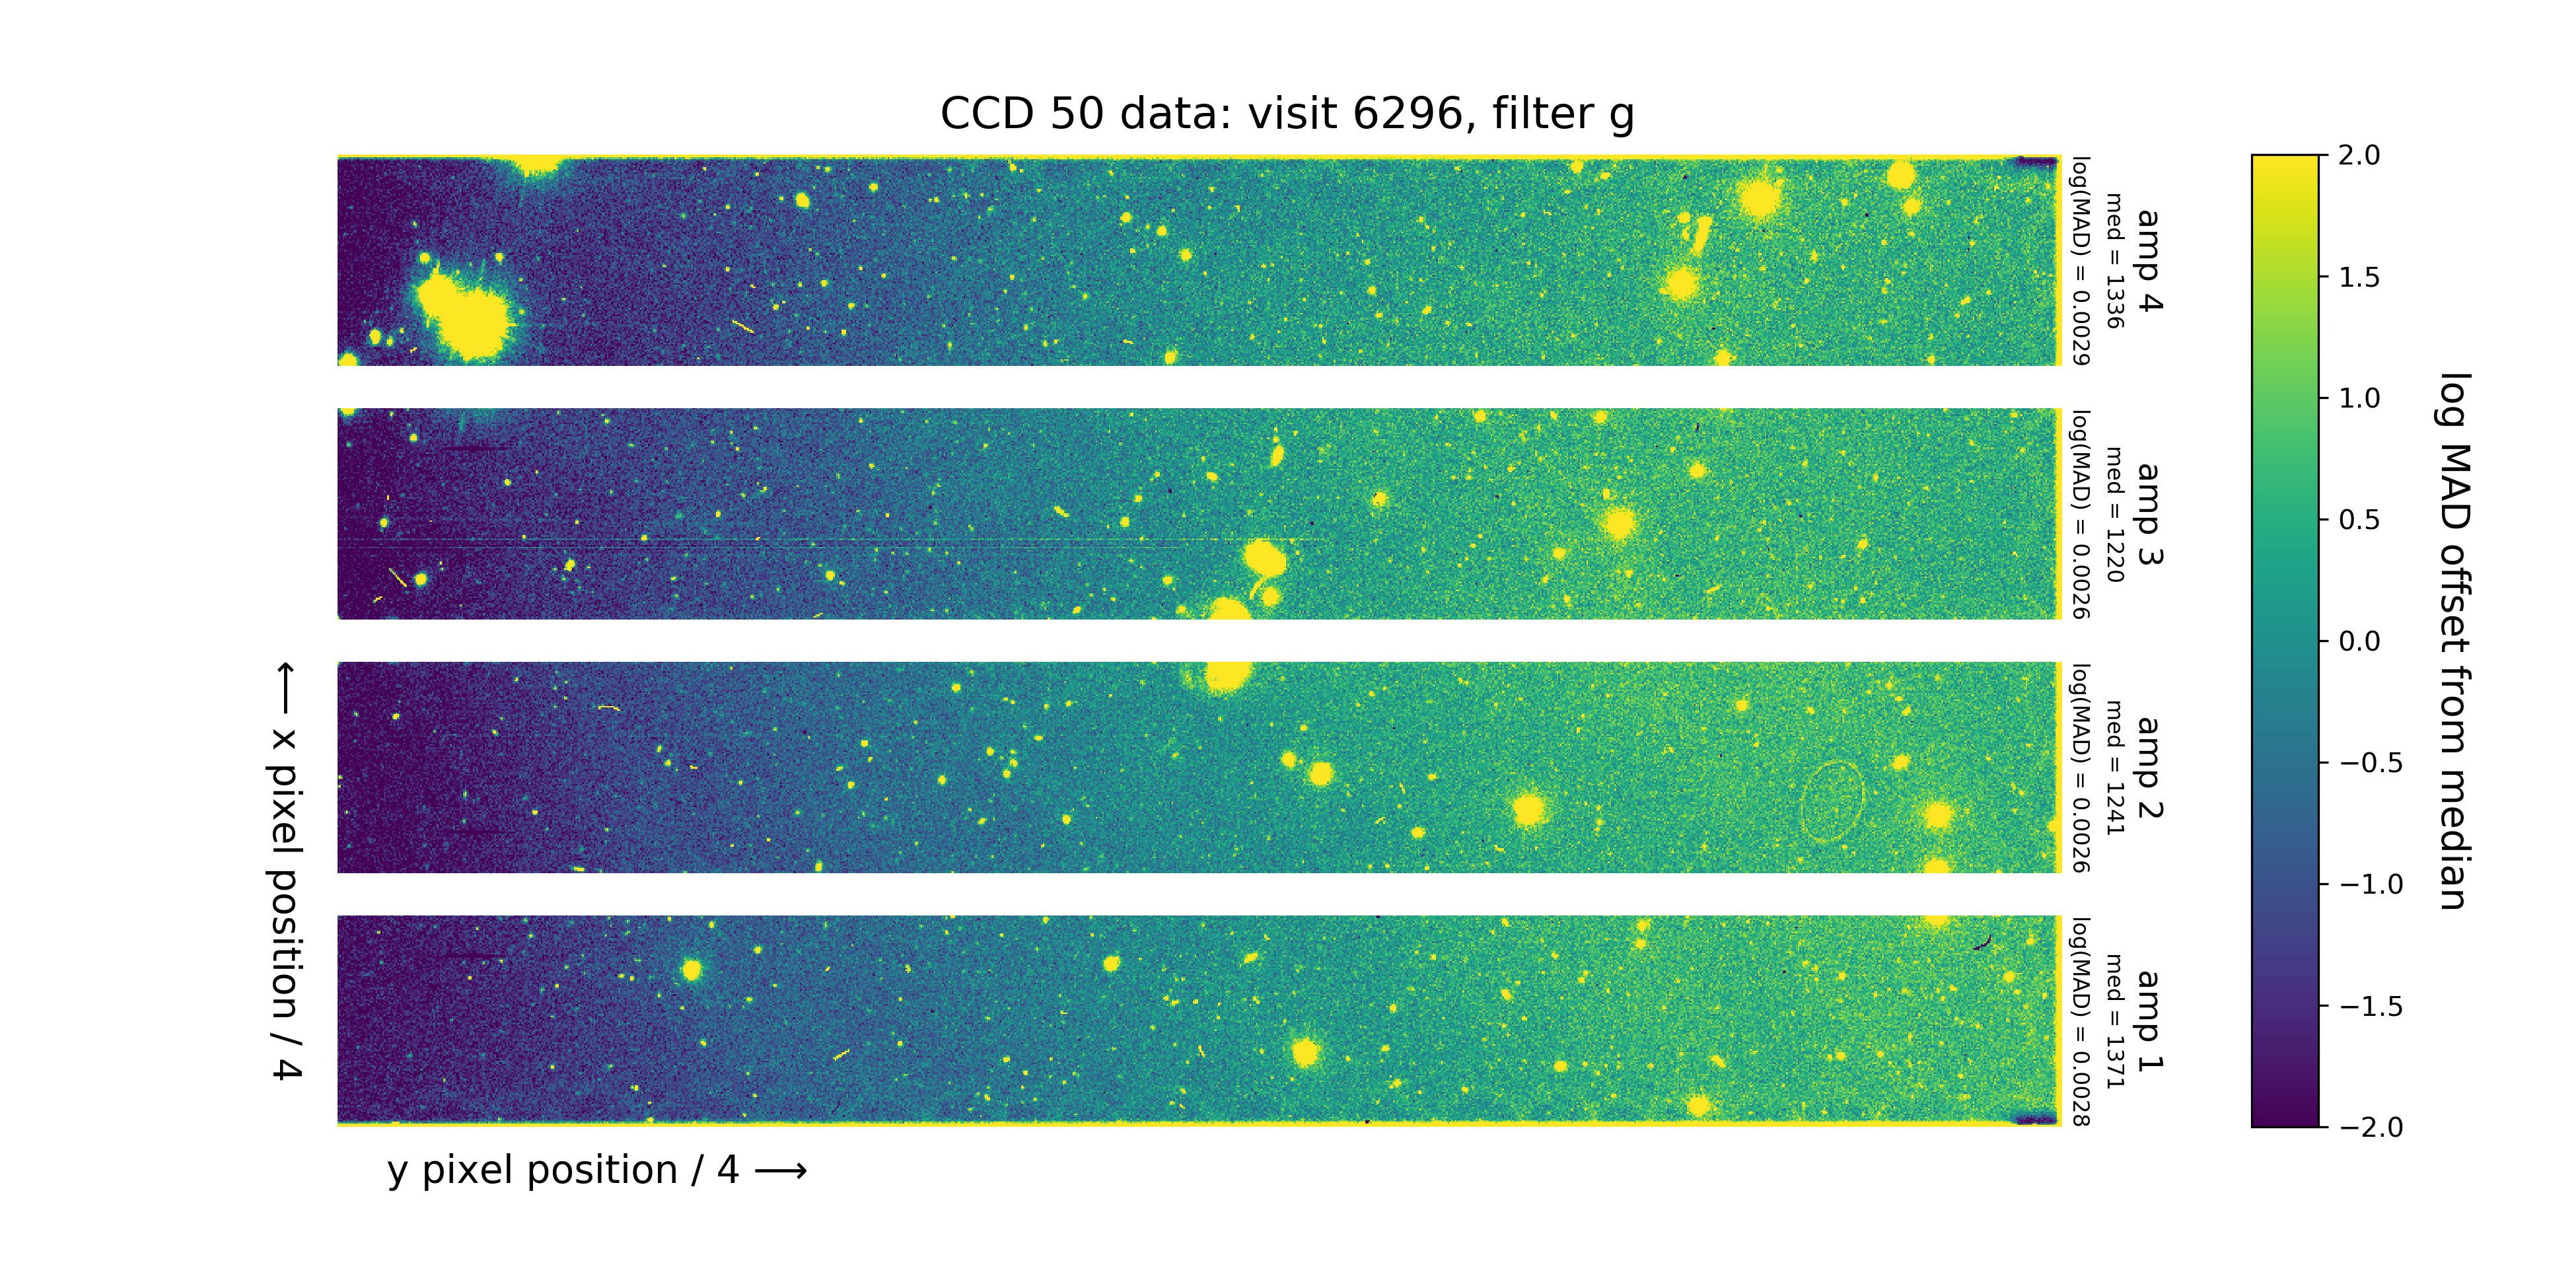 CCD 50 data: visit 6296, filter g
amp 4
med = 1336
log(MAD) = 0.0029
amp 3
med = 1220
log(MAD) = 0.0026
amp 2
med = 1241
log(MAD) = 0.0026
amp 1
med = 1371
log(MAD) = 0.0028
⟵ x pixel position / 4
y pixel position / 4 ⟶
2.0
1.5
1.0
0.5
0.0
−0.5
−1.0
−1.5
−2.0
log MAD offset from median